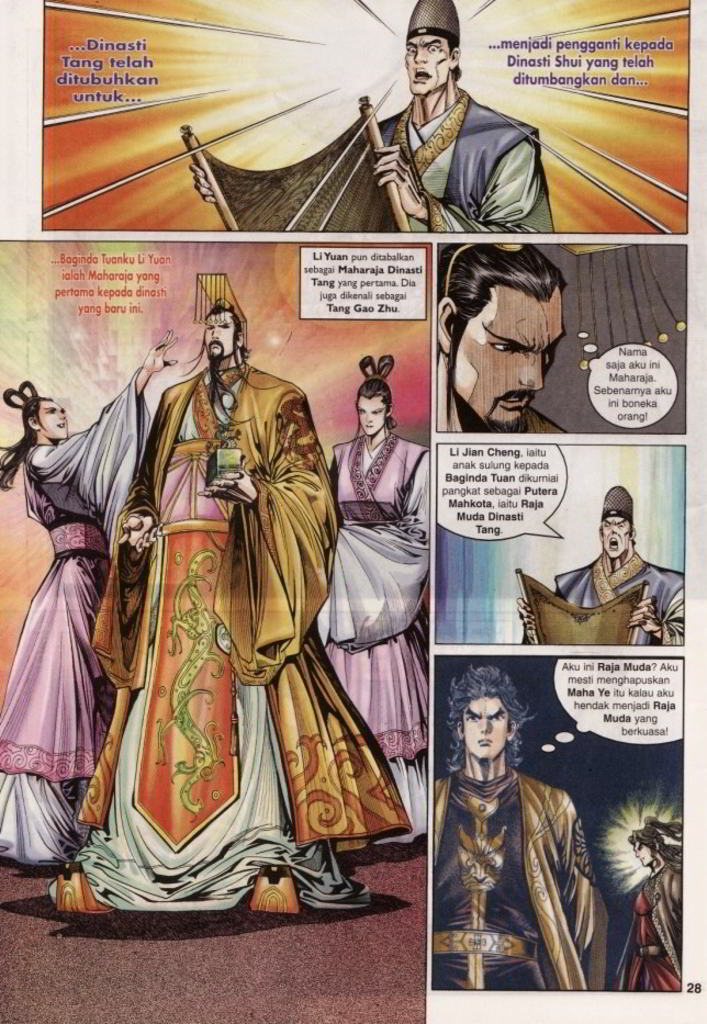 ...Dinasti
Tang telah
ditubuhkan
untuk...
...menjadi pengganti kepada
Dinasti Shui yang telah
ditumbangkan dan...
...Baginda Tuanku Li Yuan
ialah Maharaja yang
pertama kepada dinasti
yang baru ini.
Li Yuan pun ditabalkan
sebagai Maharaja Dinasti
Tang yang pertama. Dia
juga dikenali sebagai
Tang Gao Zhu.
Nama
saja aku ini
Maharaja.
Sebenarnya aku
ini boneka
orang!
Li Jian Cheng, iaitu
anak sulung kepada
Baginda Tuan dikurniai
pangkat sebagai Putera
Mahkota, iaitu Raja
Muda Dinasti
Tang.
Aku ini Raja Muda? Aku
mesti menghapuskan
Maha Ye itu kalau aku
hendak menjadi Raja
Muda yang
berkuasa!
28